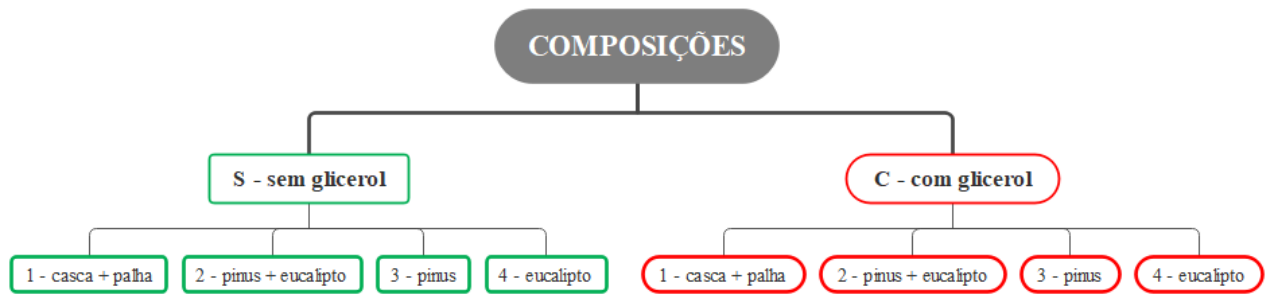 COMPOSIÇÕES
S - sem glicerol
C - com glicerol
1 - casca + palha
2 - pinus + eucalipto
3 - pinus
4 - eucalipto
1 - casca + palha
2 - pinus + eucalipto
3 - pinus
4 - eucalipto